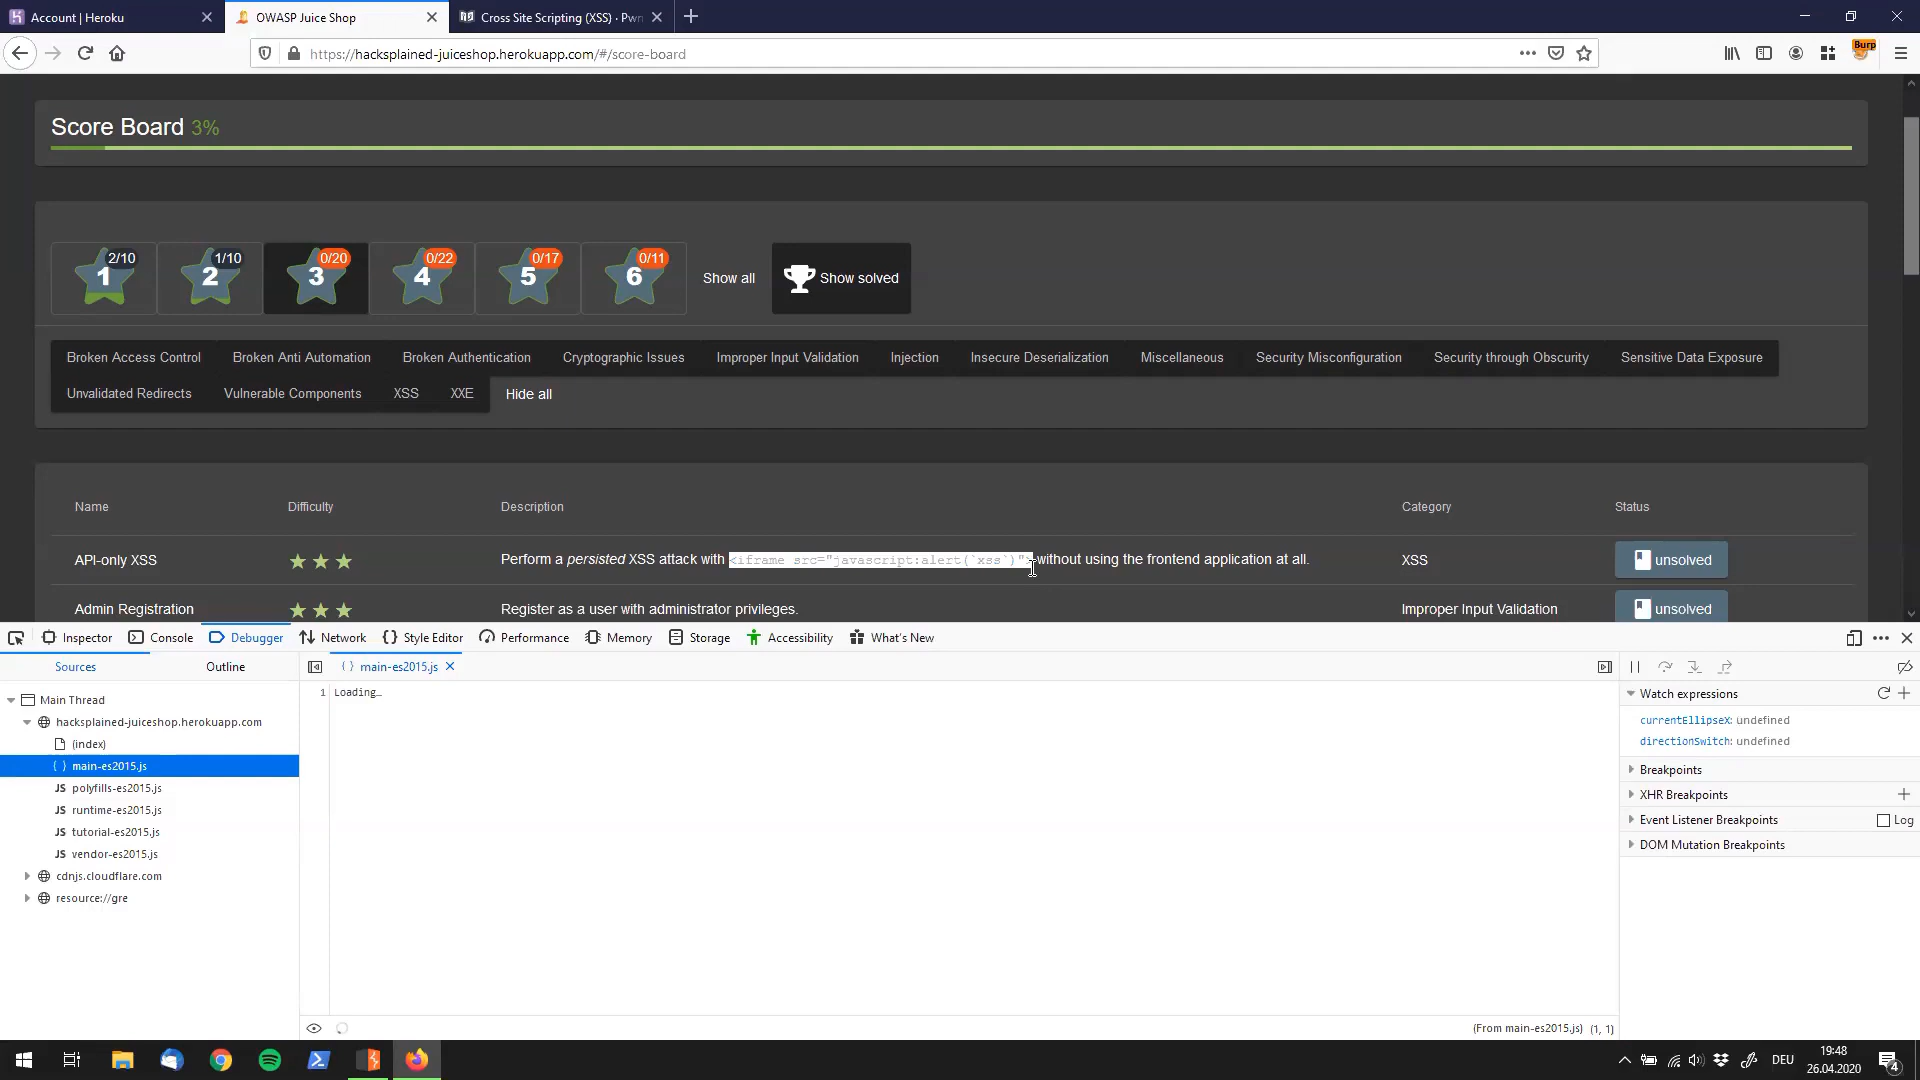 Account | Heroku
OWASP Juice Shop
Cross Site Scripting (XSS) · Pwn
https://hacksplained-juiceshop.herokuapp.com/#/score-board
Burp
Score Board 3%
1 2/10
2 1/10
3 0/20
4 0/22
5 0/17
6 0/11
Show all
Show solved
Broken Access Control Broken Anti Automation Broken Authentication Cryptographic Issues Improper Input Validation Injection Insecure Deserialization Miscellaneous Security Misconfiguration Security through Obscurity Sensitive Data Exposure
Unvalidated Redirects Vulnerable Components XSS XXE Hide all
Name Difficulty Description Category Status
API-only XSS Perform a persisted XSS attack with <iframe src="javascript:alert(`xss`)"> without using the frontend application at all. XSS unsolved
Admin Registration Register as a user with administrator privileges. Improper Input Validation unsolved
Inspector Console Debugger Network Style Editor Performance Memory Storage Accessibility What's New
Sources Outline main-es2015.js
1 Loading…
Main Thread
hacksplained-juiceshop.herokuapp.com
(index)
main-es2015.js
JS polyfills-es2015.js
JS runtime-es2015.js
JS tutorial-es2015.js
JS vendor-es2015.js
cdnjs.cloudflare.com
resource://gre
Watch expressions
currentEllipseX: undefined
directionSwitch: undefined
Breakpoints
XHR Breakpoints
Event Listener Breakpoints Log
DOM Mutation Breakpoints
(From main-es2015.js) (1, 1)
DEU
19:48
26.04.2020
4